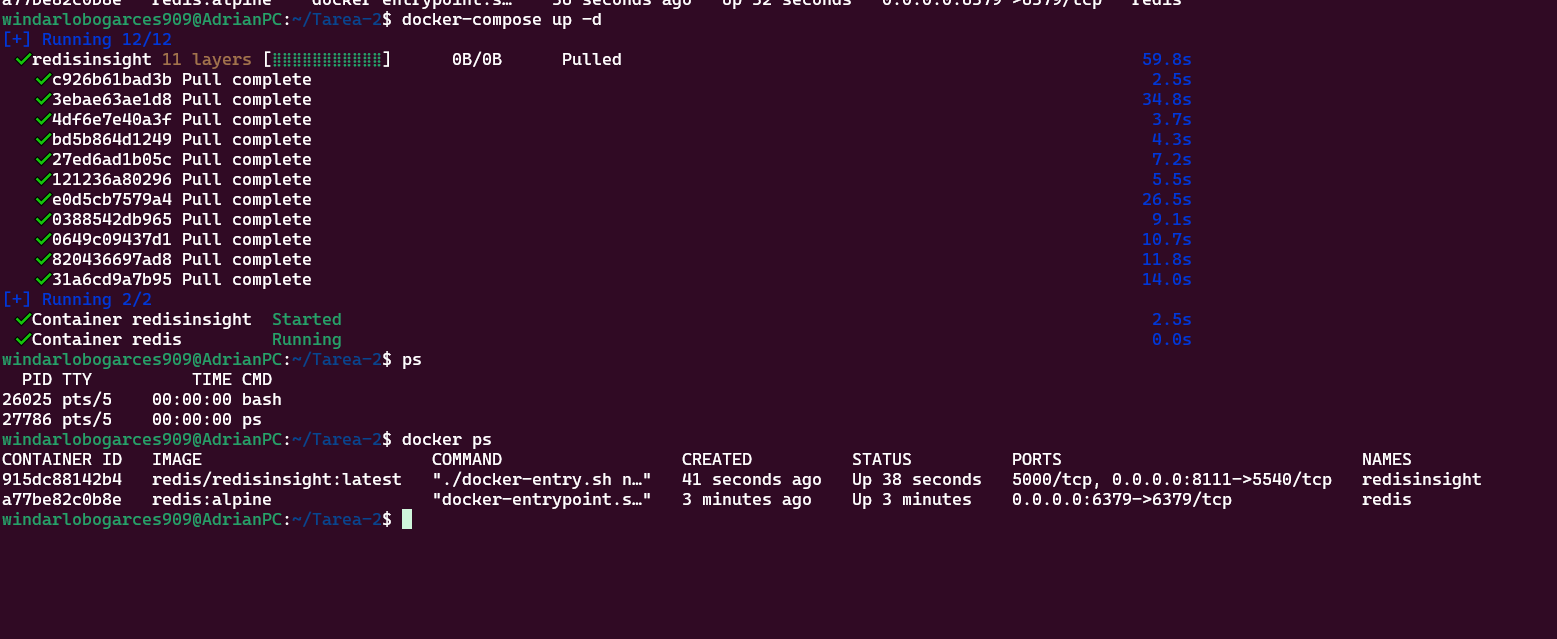 a77be82c0b8e   redis:alpine    "docker-entrypoint.s…"   38 seconds ago   Up 32 seconds   0.0.0.0:6379->6379/tcp   redis
windarlobogarces909@AdrianPC:~/Tarea-2$ docker-compose up -d
[+] Running 12/12
✔redisinsight 11 layers [⣿⣿⣿⣿⣿⣿⣿⣿⣿⣿⣿]      0B/0B      Pulled 59.8s
✔c926b61bad3b Pull complete 2.5s
✔3ebae63ae1d8 Pull complete 34.8s
✔4df6e7e40a3f Pull complete 3.7s
✔bd5b864d1249 Pull complete 4.3s
✔27ed6ad1b05c Pull complete 7.2s
✔121236a80296 Pull complete 5.5s
✔e0d5cb7579a4 Pull complete 26.5s
✔0388542db965 Pull complete 9.1s
✔0649c09437d1 Pull complete 10.7s
✔820436697ad8 Pull complete 11.8s
✔31a6cd9a7b95 Pull complete 14.0s
[+] Running 2/2
✔Container redisinsight  Started 2.5s
✔Container redis         Running 0.0s
windarlobogarces909@AdrianPC:~/Tarea-2$ ps
  PID TTY          TIME CMD
26025 pts/5    00:00:00 bash
27786 pts/5    00:00:00 ps
windarlobogarces909@AdrianPC:~/Tarea-2$ docker ps
CONTAINER ID   IMAGE                       COMMAND                  CREATED          STATUS          PORTS                              NAMES
915dc88142b4   redis/redisinsight:latest   "./docker-entry.sh n…"   41 seconds ago   Up 38 seconds   5000/tcp, 0.0.0.0:8111->5540/tcp   redisinsight
a77be82c0b8e   redis:alpine                "docker-entrypoint.s…"   3 minutes ago    Up 3 minutes    0.0.0.0:6379->6379/tcp             redis
windarlobogarces909@AdrianPC:~/Tarea-2$